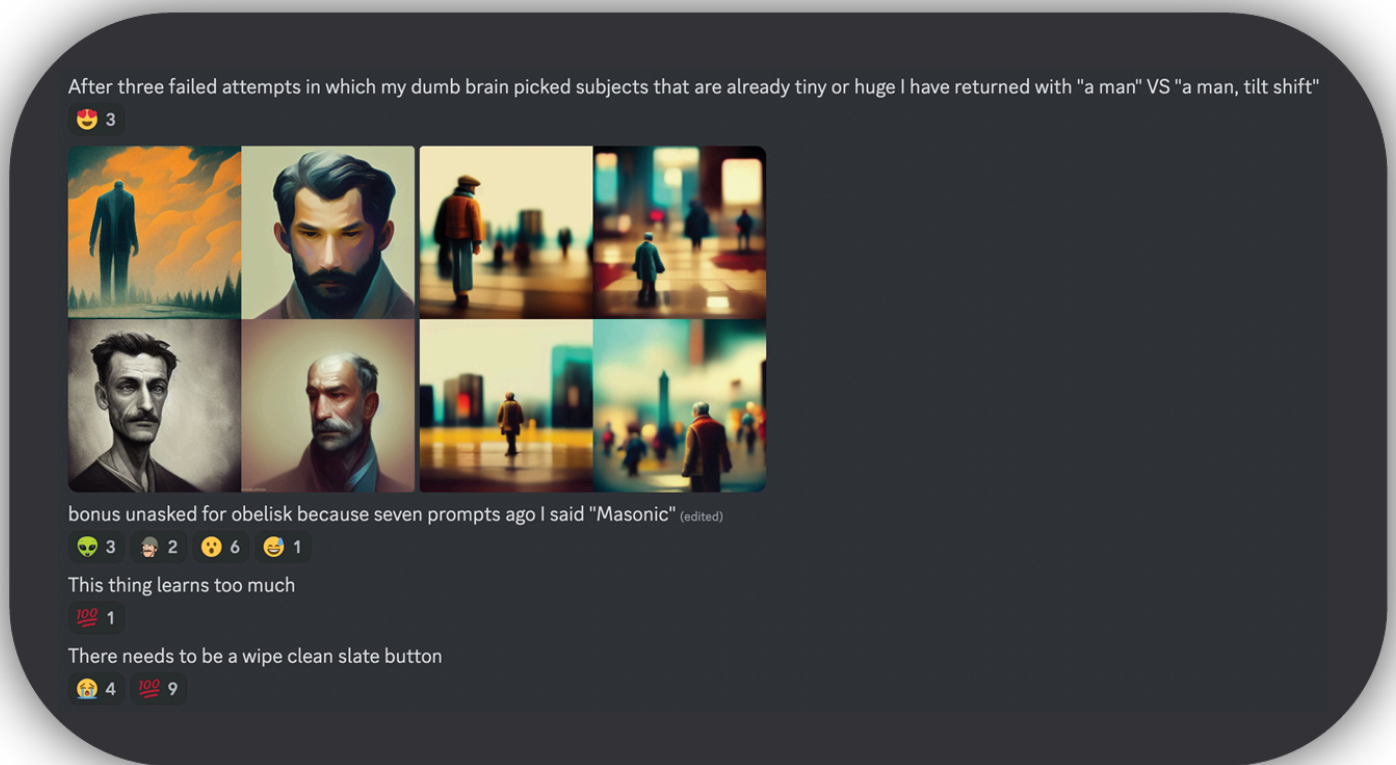 After three failed attempts in which my dumb brain picked subjects that are already tiny or huge I have returned with "a man" VS "a man, tilt shift"
3
bonus unasked for obelisk because seven prompts ago I said "Masonic" (edited)
3 2 6 1
This thing learns too much
100 1
There needs to be a wipe clean slate button
4 100 9